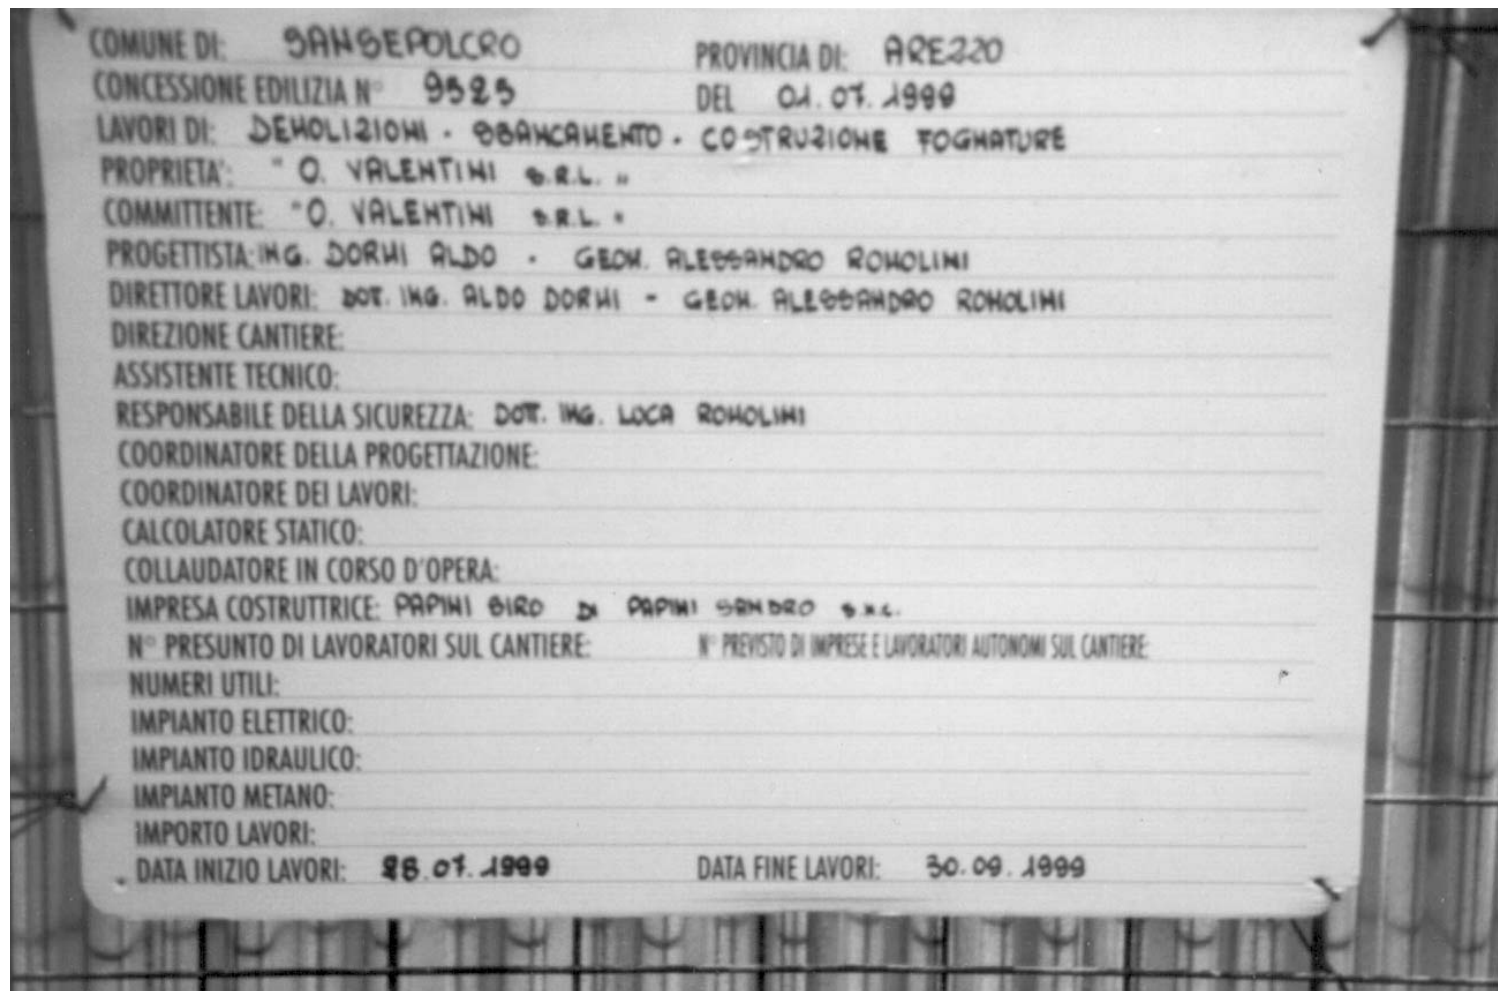 COMUNE DI: SANSEPOLCRO PROVINCIA DI: AREZZO
CONCESSIONE EDILIZIA N° 9525 DEL 01.07.1999
LAVORI DI: DEMOLIZIONI - SBANCAMENTO - COSTRUZIONE FOGNATURE
PROPRIETA': "O. VALENTINI S.R.L."
COMMITTENTE: "O. VALENTINI S.R.L."
PROGETTISTA: ING. DORNI ALDO - GEOM. ALESSANDRO ROMOLINI
DIRETTORE LAVORI: DOT. ING. ALDO DORNI - GEOM. ALESSANDRO ROMOLINI
DIREZIONE CANTIERE:
ASSISTENTE TECNICO:
RESPONSABILE DELLA SICUREZZA: DOTT. ING. LUCA ROMOLINI
COORDINATORE DELLA PROGETTAZIONE:
COORDINATORE DEI LAVORI:
CALCOLATORE STATICO:
COLLAUDATORE IN CORSO D'OPERA:
IMPRESA COSTRUTTRICE: PAPINI SIRO DI PAPINI SANDRO S.N.C.
N° PRESUNTO DI LAVORATORI SUL CANTIERE: N° PREVISTO DI IMPRESE E LAVORATORI AUTONOMI SUL CANTIERE:
NUMERI UTILI:
IMPIANTO ELETTRICO:
IMPIANTO IDRAULICO:
IMPIANTO METANO:
IMPORTO LAVORI:
DATA INIZIO LAVORI: 28.07.1999 DATA FINE LAVORI: 30.09.1999